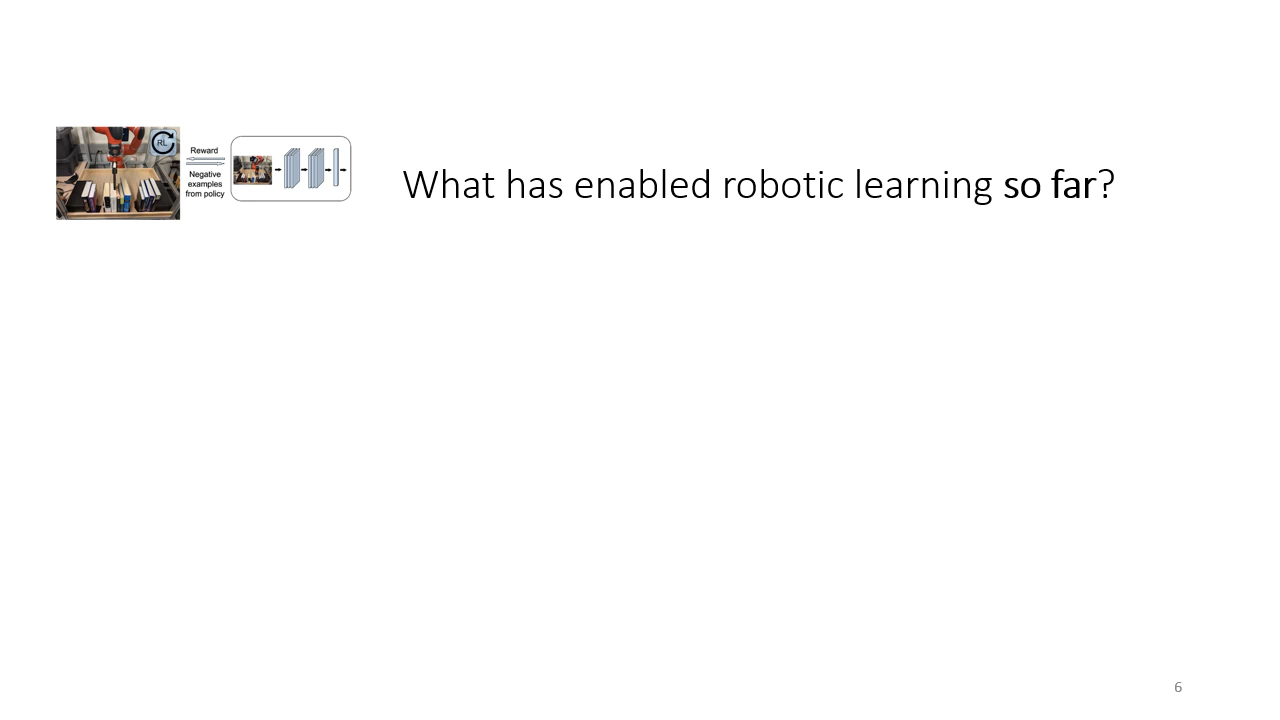 RL
Reward
Negative
examples
from policy
What has enabled robotic learning so far?
6